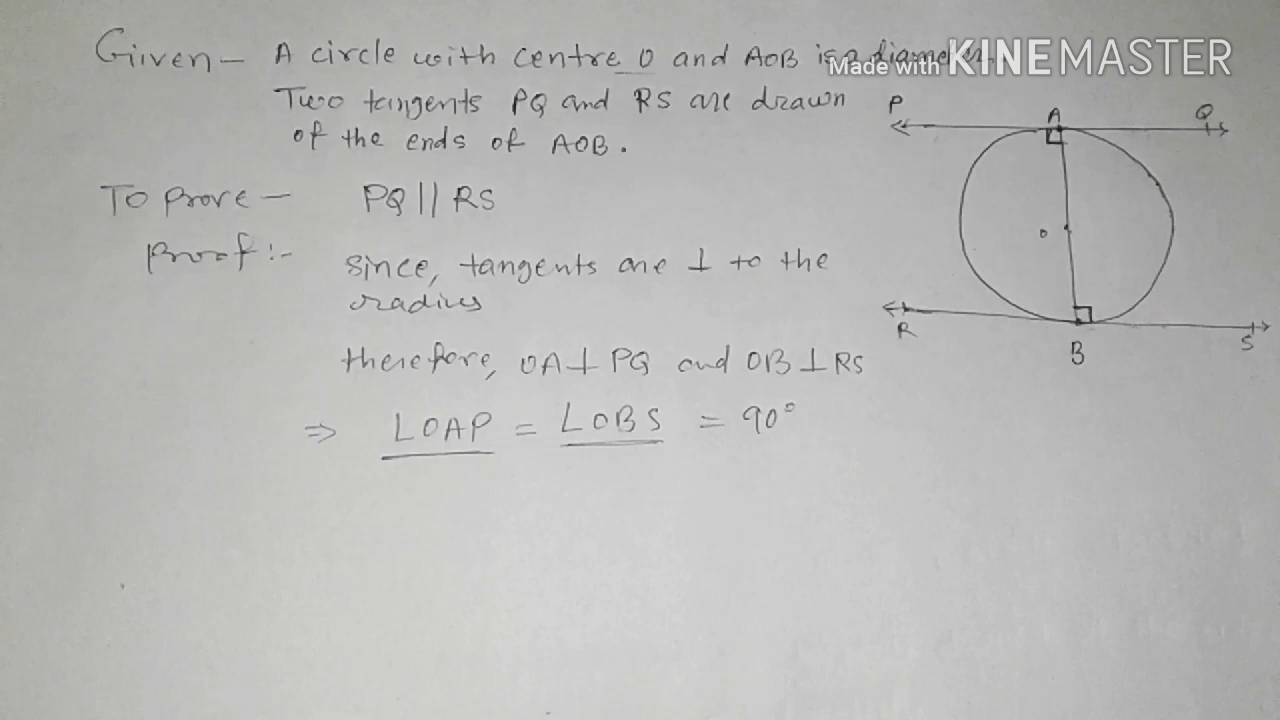 Given - A circle with centre O and AOB is a
Made with KINEMASTER
Two tangents PQ and RS are drawn
of the ends of AOB.
To prove - PQ || RS
Proof :- since, tangents are ⊥ to the
radius
therefore, OA ⊥ PQ and OB ⊥ RS
⇒ ∠OAP = ∠OBS = 90°
P A Q
O
R B S